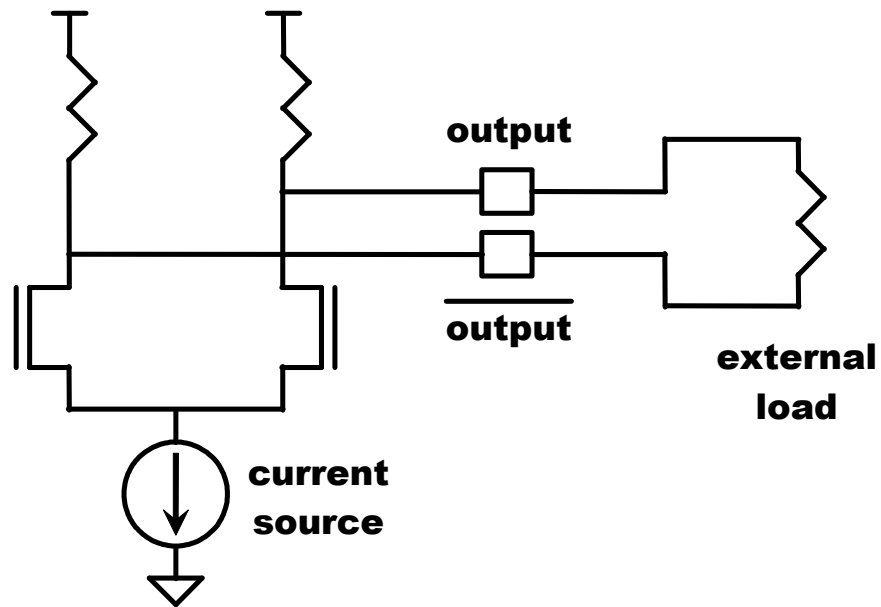 output
output
external
load
current
source